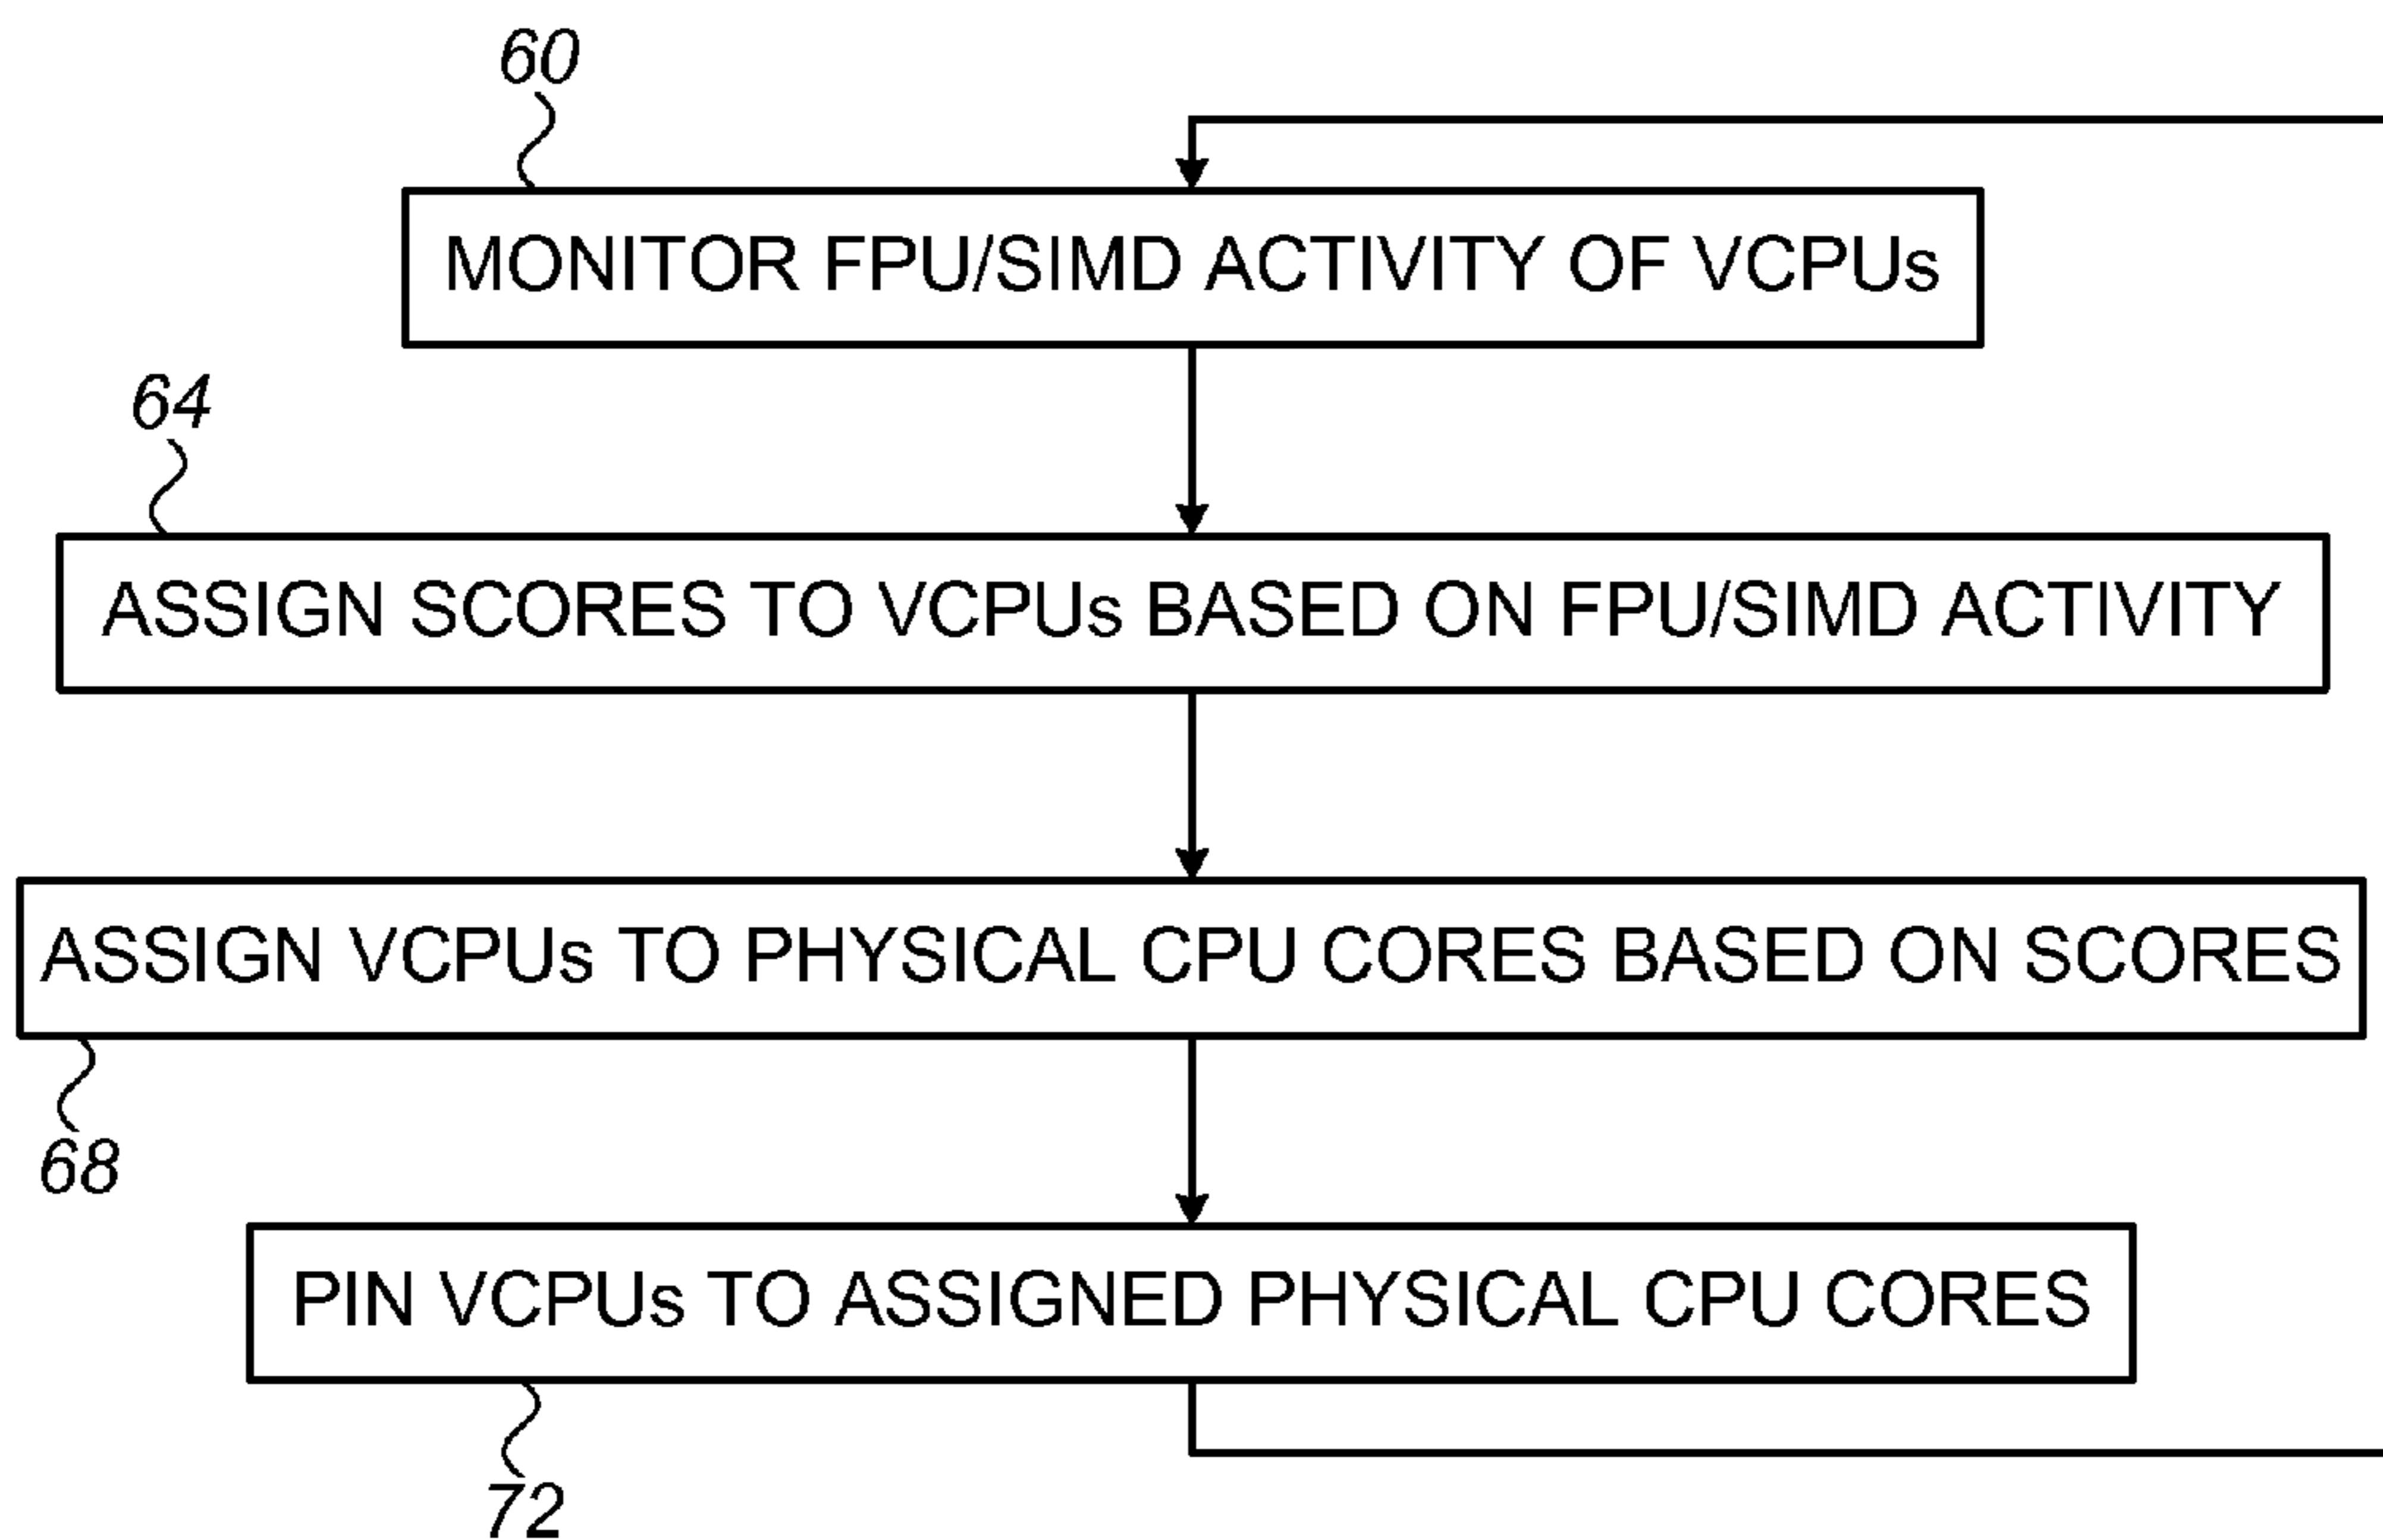 60
MONITOR FPU/SIMD ACTIVITY OF VCPUs
64
ASSIGN SCORES TO VCPUs BASED ON FPU/SIMD ACTIVITY
ASSIGN VCPUs TO PHYSICAL CPU CORES BASED ON SCORES
68
PIN VCPUs TO ASSIGNED PHYSICAL CPU CORES
72